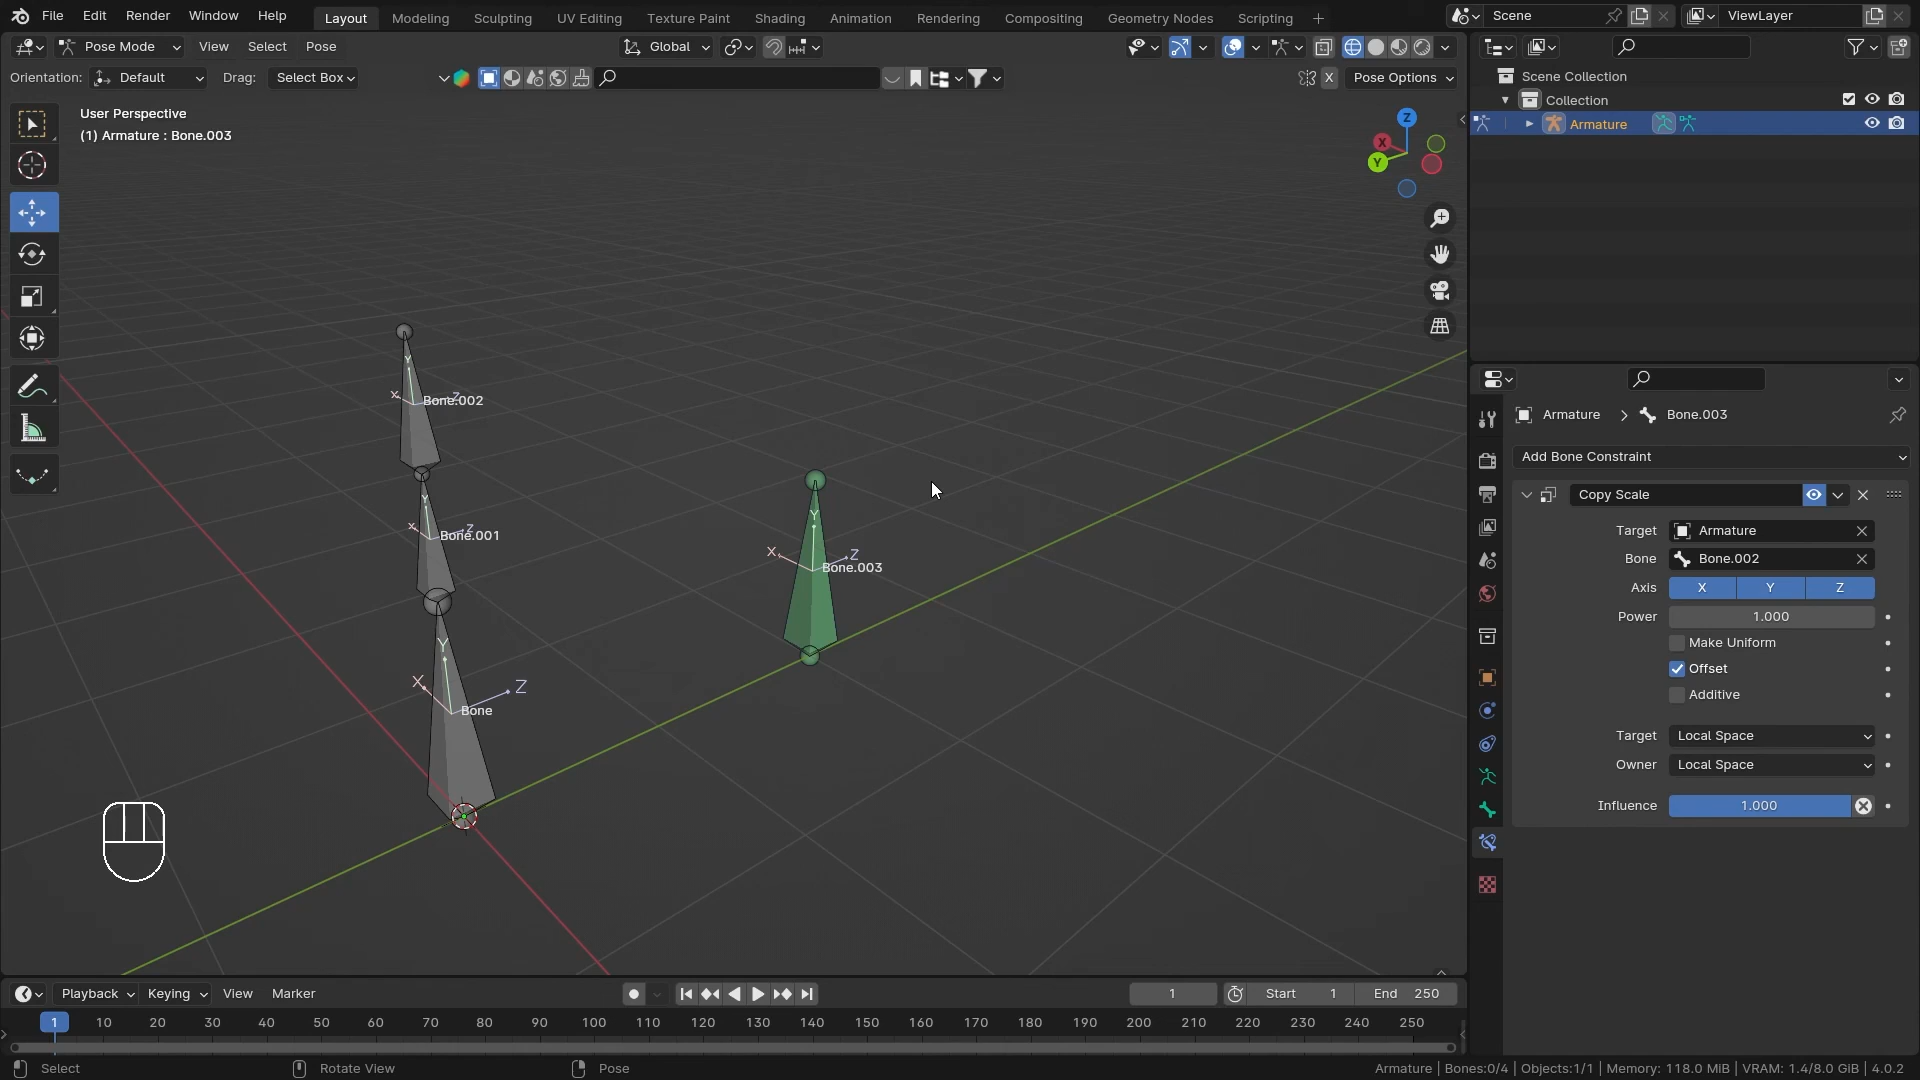 File Edit Render Window Help Layout Modeling Sculpting UV Editing Texture Paint Shading Animation Rendering Compositing Geometry Nodes Scripting + Scene ViewLayer
Pose Mode View Select Pose Global
Orientation: Default Drag: Select Box X Pose Options
User Perspective
(1) Armature : Bone.003
Z
X
Y
Y
X Z
Bone.002
Y
X Z
Bone.001
Y
X Z
Bone.003
Y
X Z
Bone
Scene Collection
Collection
Armature
Armature > Bone.003
Add Bone Constraint
Copy Scale
Target Armature
Bone Bone.002
Axis X Y Z
Power 1.000
Make Uniform
Offset
Additive
Target Local Space
Owner Local Space
Influence 1.000
Playback Keying View Marker 1 Start 1 End 250
1 10 20 30 40 50 60 70 80 90 100 110 120 130 140 150 160 170 180 190 200 210 220 230 240 250
Select Rotate View Pose Armature | Bones:0/4 | Objects:1/1 | Memory: 118.0 MiB | VRAM: 1.4/8.0 GiB | 4.0.2